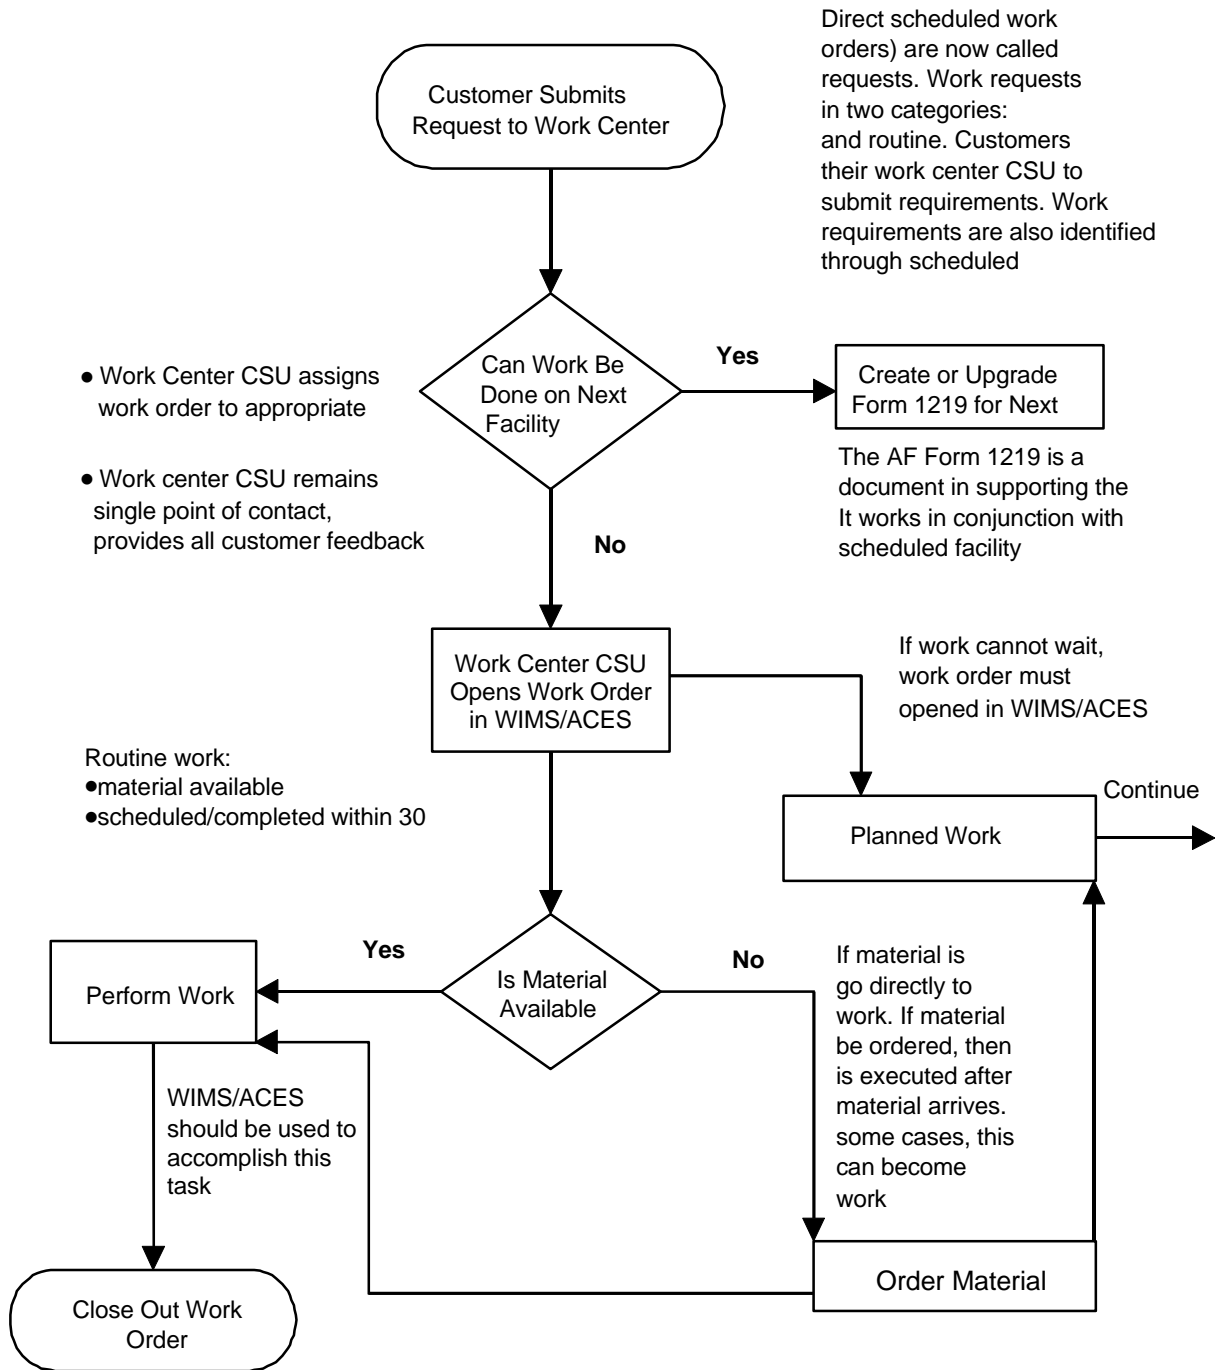 Direct scheduled work
orders) are now called
requests. Work requests
in two categories:
and routine. Customers
their work center CSU to
submit requirements. Work
requirements are also identified
through scheduled
Customer Submits
Request to Work Center
Can Work Be
Done on Next
Facility
Yes
Create or Upgrade
Form 1219 for Next
● Work Center CSU assigns
work order to appropriate
● Work center CSU remains
single point of contact,
provides all customer feedback
The AF Form 1219 is a
document in supporting the
It works in conjunction with
scheduled facility
No
Work Center CSU
Opens Work Order
in WIMS/ACES
If work cannot wait,
work order must
opened in WIMS/ACES
Routine work:
●material available
●scheduled/completed within 30
Planned Work
Continue
Is Material
Available
Yes
No
Perform Work
If material is
go directly to
work. If material
be ordered, then
is executed after
material arrives.
some cases, this
can become
work
WIMS/ACES
should be used to
accomplish this
task
Order Material
Close Out Work
Order